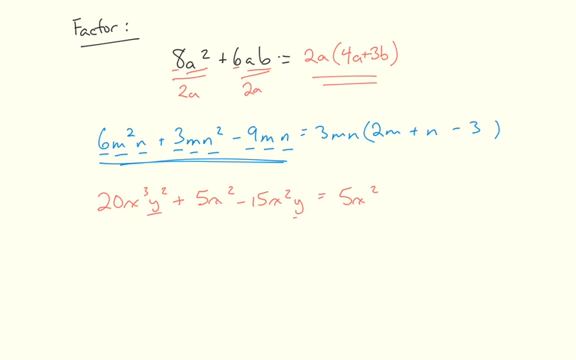 Factor:
8a² + 6ab = 2a(4a+3b)
2a 2a
6m²n + 3mn² - 9mn = 3mn(2m + n - 3)
20x³y² + 5x² - 15x²y = 5x²